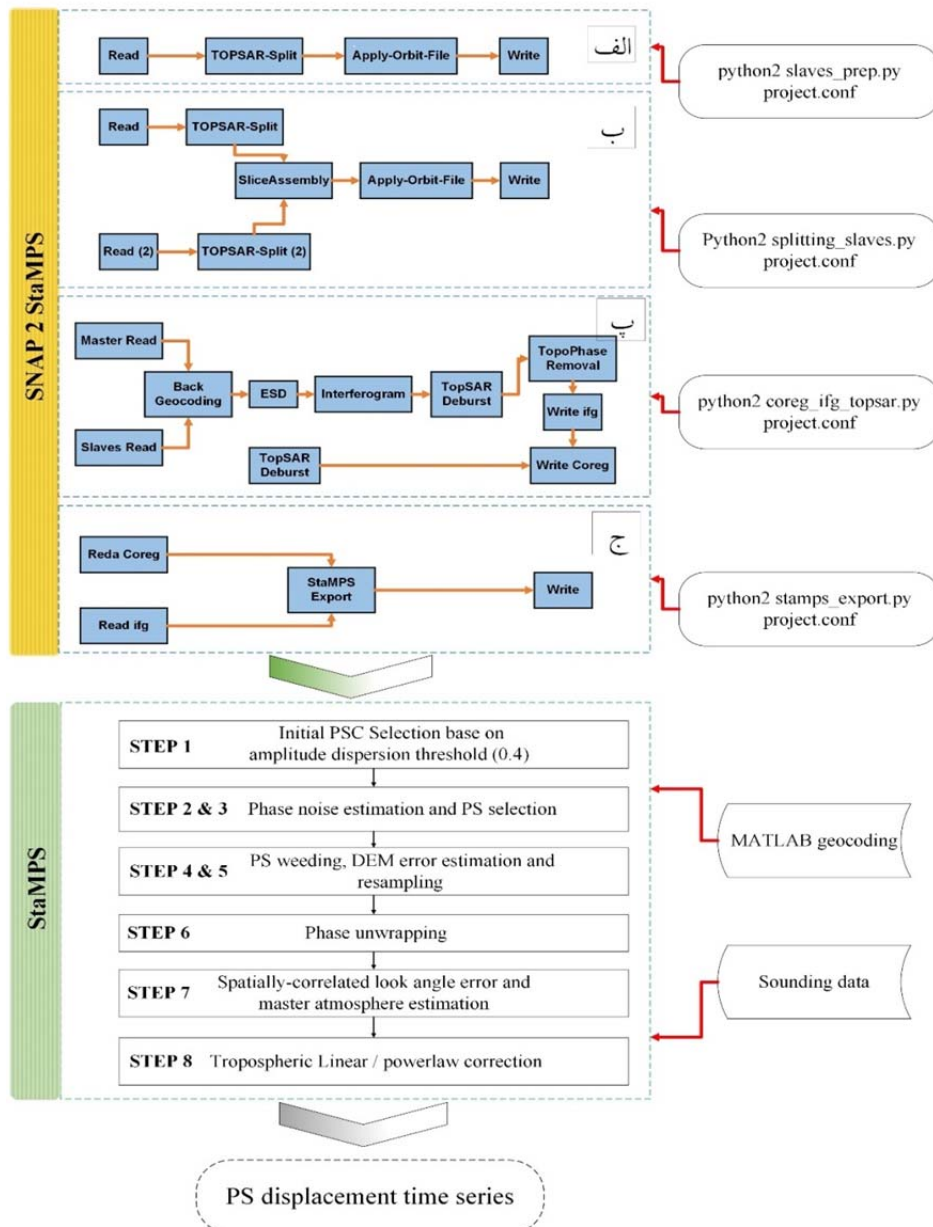 SNAP 2 StaMPS
الف
Read
TOPSAR-Split
Apply-Orbit-File
Write
python2 slaves_prep.py
project.conf
ب
Read
TOPSAR-Split
SliceAssembly
Apply-Orbit-File
Write
Read (2)
TOPSAR-Split (2)
Python2 splitting_slaves.py
project.conf
پ
Master Read
Slaves Read
Back
Geocoding
ESD
Interferogram
TopSAR
Deburst
TopoPhase
Removal
Write ifg
TopSAR
Deburst
Write Coreg
python2 coreg_ifg_topsar.py
project.conf
ج
Reda Coreg
Read ifg
StaMPS
Export
Write
python2 stamps_export.py
project.conf
StaMPS
STEP 1 Initial PSC Selection base on
amplitude dispersion threshold (0.4)
STEP 2 & 3 Phase noise estimation and PS selection
STEP 4 & 5 PS weeding, DEM error estimation and
resampling
STEP 6 Phase unwrapping
STEP 7 Spatially-correlated look angle error and
master atmosphere estimation
STEP 8 Tropospheric Linear / powerlaw correction
MATLAB geocoding
Sounding data
PS displacement time series